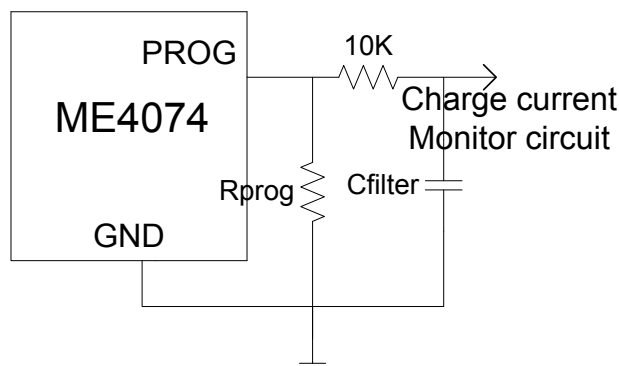 PROG
10K
ME4074
Charge current
Monitor circuit
Rprog
Cfilter
GND